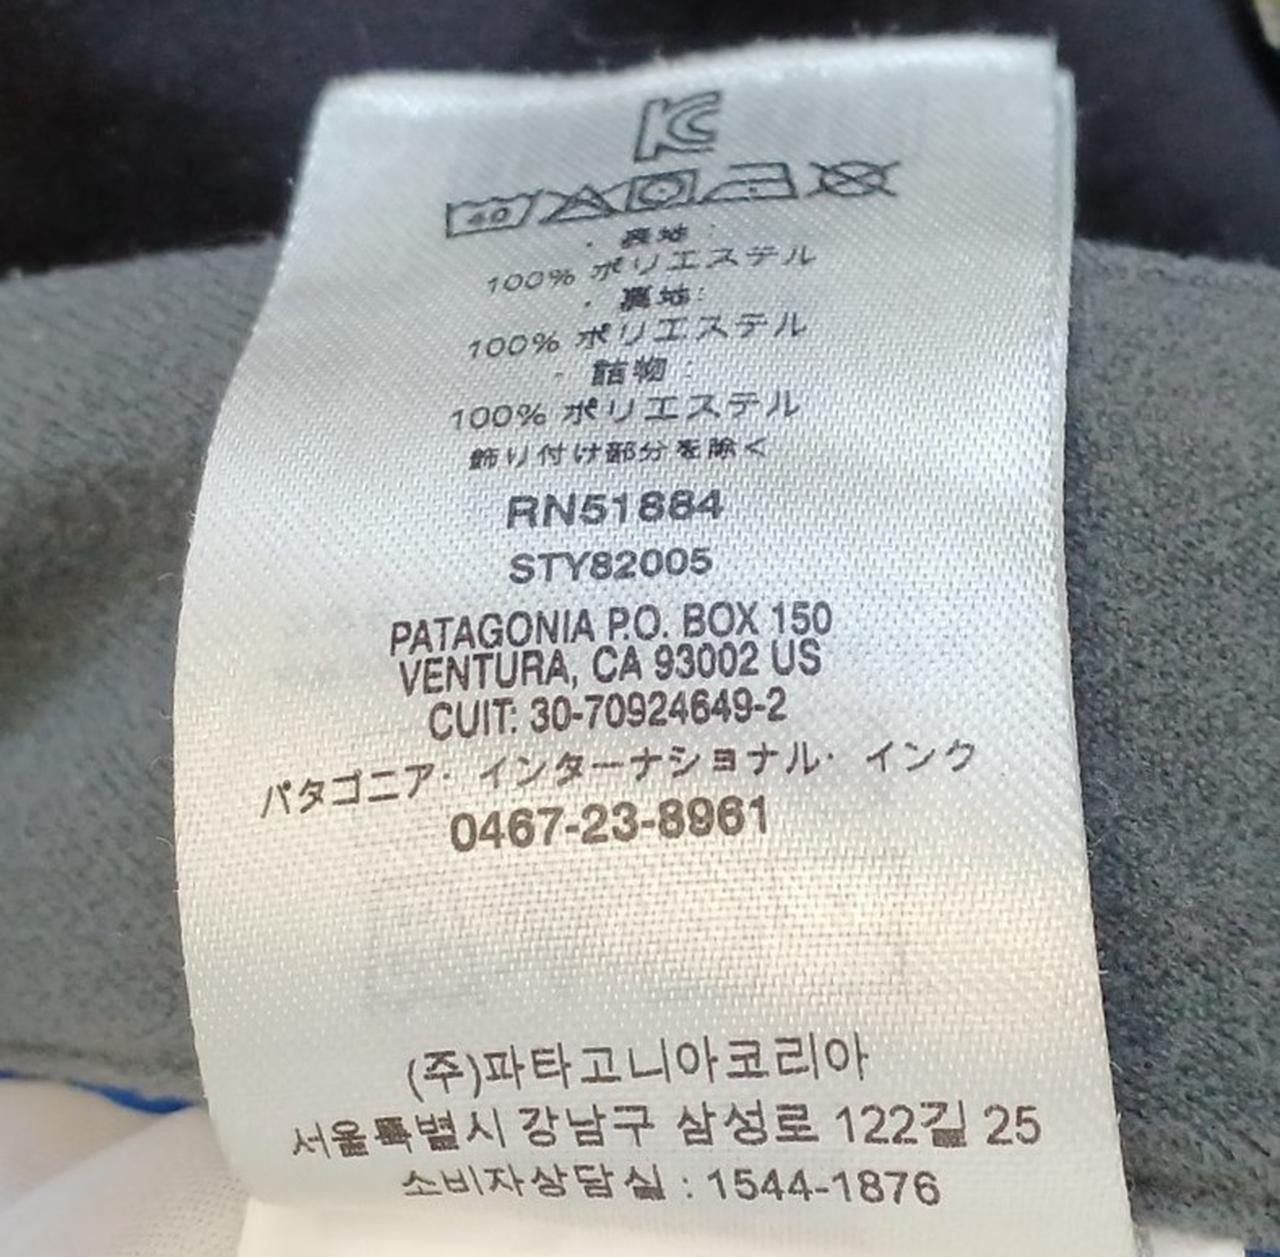 KC
40
・裏地:
100% ポリエステル
・裏地:
100% ポリエステル
・詰物:
100% ポリエステル
飾り付け部分を除く
RN51884
STY82005
PATAGONIA P.O. BOX 150
VENTURA, CA 93002 US
CUIT: 30-70924649-2
パタゴニア・インターナショナル・インク
0467-23-8961
(주)파타고니아코리아
서울특별시 강남구 삼성로 122길 25
소비자상담실 : 1544-1876